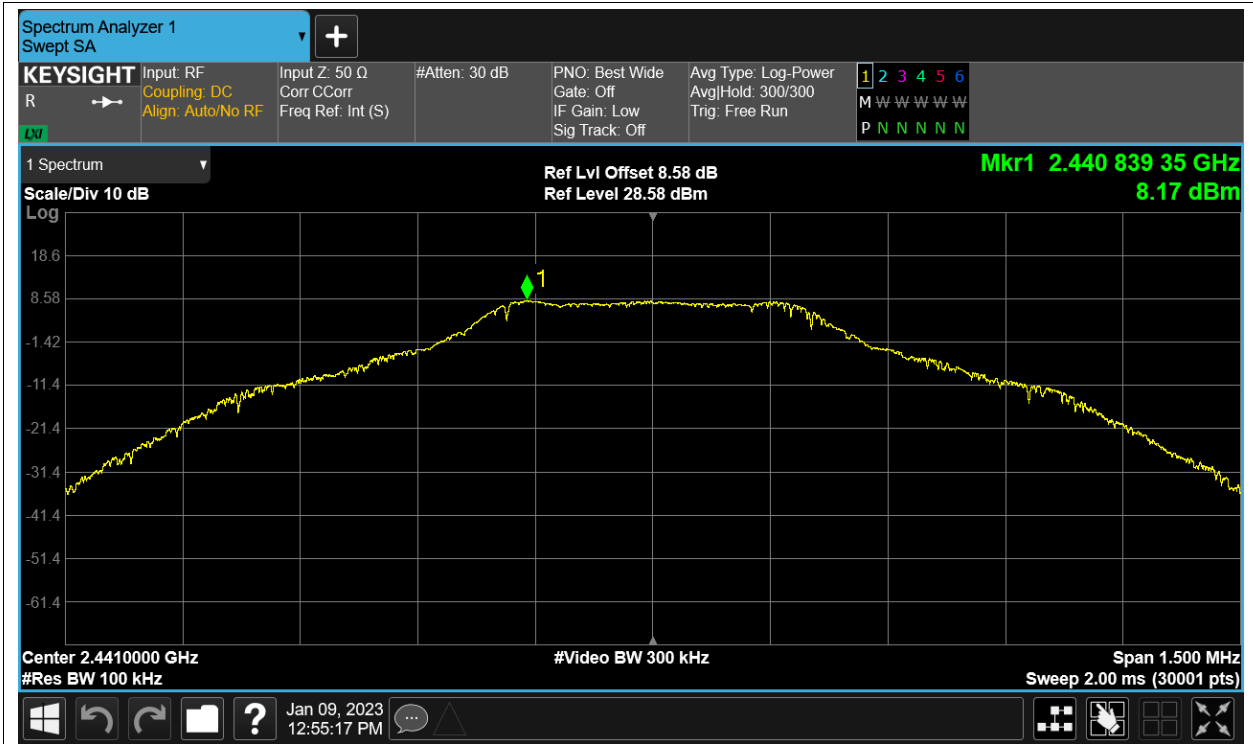 Spectrum Analyzer 1
Swept SA
KEYSIGHT
R
LXI
Input: RF
Coupling: DC
Align: Auto/No RF
Input Z: 50 Ω
Corr CCorr
Freq Ref: Int (S)
#Atten: 30 dB
PNO: Best Wide
Gate: Off
IF Gain: Low
Sig Track: Off
Avg Type: Log-Power
Avg|Hold: 300/300
Trig: Free Run
1 2 3 4 5 6
M W W W W W
P N N N N N
1 Spectrum
Scale/Div 10 dB
Log
Ref Lvl Offset 8.58 dB
Ref Level 28.58 dBm
Mkr1 2.440 839 35 GHz
8.17 dBm
1
18.6
8.58
-1.42
-11.4
-21.4
-31.4
-41.4
-51.4
-61.4
Center 2.4410000 GHz
#Res BW 100 kHz
#Video BW 300 kHz
Span 1.500 MHz
Sweep 2.00 ms (30001 pts)
?
Jan 09, 2023
12:55:17 PM